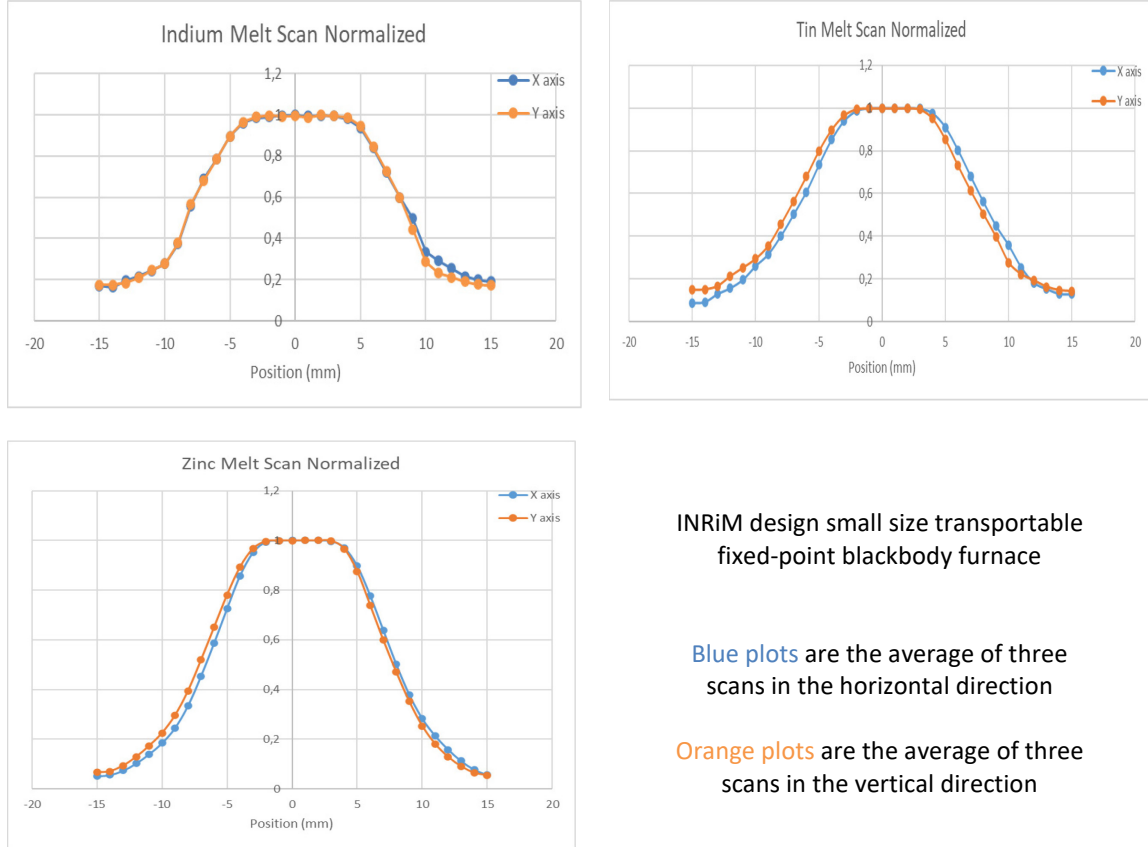 Indium Melt Scan Normalized
1,2
1
0,8
0,6
0,4
0,2
0
-20 -15 -10 -5 0 5 10 15 20
Position (mm)
X axis
Y axis
Tin Melt Scan Normalized
1,2
1
0,8
0,6
0,4
0,2
0
-20 -15 -10 -5 0 5 10 15 20
Position (mm)
X axis
Y axis
Zinc Melt Scan Normalized
1,2
1
0,8
0,6
0,4
0,2
0
-20 -15 -10 -5 0 5 10 15 20
Position (mm)
X axis
Y axis
INRiM design small size transportable
fixed-point blackbody furnace
Blue plots are the average of three
scans in the horizontal direction
Orange plots are the average of three
scans in the vertical direction